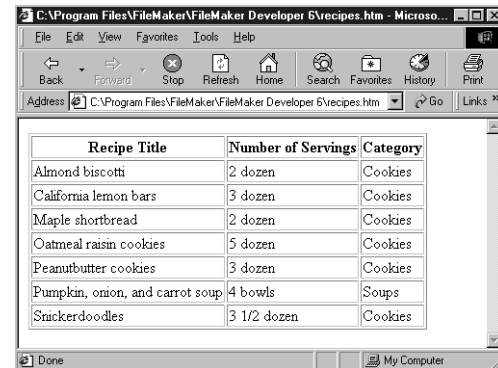 C:\Program Files\FileMaker\FileMaker Developer 6\recipes.htm - Microso...
File Edit View Favorites Tools Help
Back Forward Stop Refresh Home Search Favorites History Print
Address C:\Program Files\FileMaker\FileMaker Developer 6\recipes.htm Go Links »
Recipe Title Number of Servings Category
Almond biscotti 2 dozen Cookies
California lemon bars 3 dozen Cookies
Maple shortbread 2 dozen Cookies
Oatmeal raisin cookies 5 dozen Cookies
Peanutbutter cookies 3 dozen Cookies
Pumpkin, onion, and carrot soup 4 bowls Soups
Snickerdoodles 3 1/2 dozen Cookies
Done My Computer